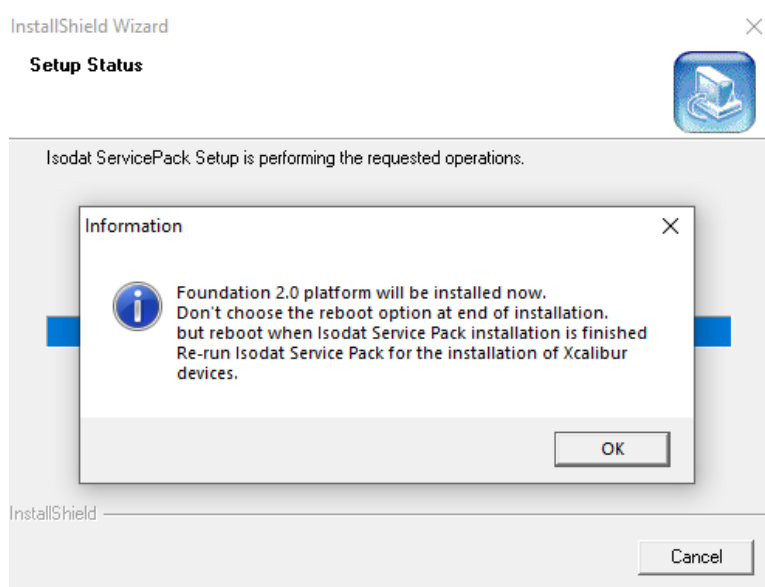 InstallShield Wizard
Setup Status
Isodat ServicePack Setup is performing the requested operations.
Information
Foundation 2.0 platform will be installed now.
Don't choose the reboot option at end of installation.
but reboot when Isodat Service Pack installation is finished
Re-run Isodat Service Pack for the installation of Xcalibur
devices.
OK
InstallShield
Cancel